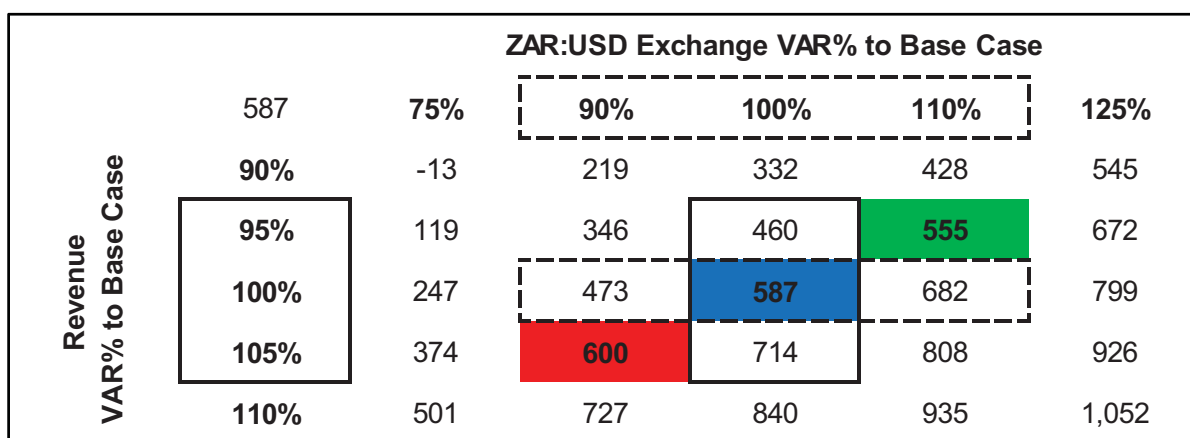 ZAR:USD Exchange VAR% to Base Case
587 75% 90% 100% 110% 125%
Revenue
VAR% to Base Case
90% -13 219 332 428 545
95% 119 346 460 555 672
100% 247 473 587 682 799
105% 374 600 714 808 926
110% 501 727 840 935 1,052